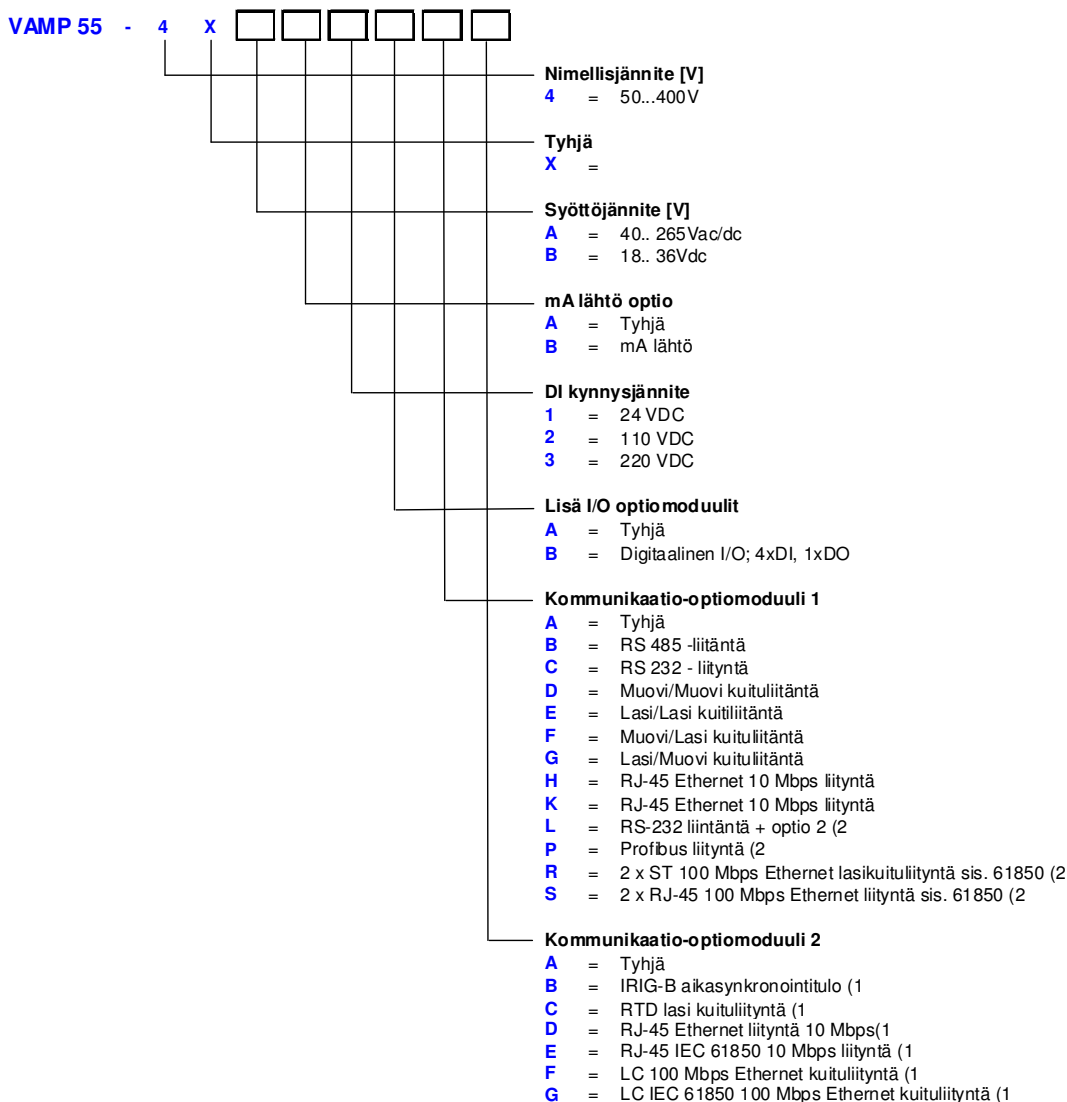 VAMP 55 - 4 X
Nimellisjännite [V]
4 = 50...400V
Tyhjä
X =
Syöttöjännite [V]
A = 40.. 265Vac/dc
B = 18.. 36Vdc
mA lähtö optio
A = Tyhjä
B = mA lähtö
DI kynnysjännite
1 = 24 VDC
2 = 110 VDC
3 = 220 VDC
Lisä I/O optiomoduulit
A = Tyhjä
B = Digitaalinen I/O; 4xDI, 1xDO
Kommunikaatio-optiomoduuli 1
A = Tyhjä
B = RS 485 -liitäntä
C = RS 232 - liityntä
D = Muovi/Muovi kuituliitäntä
E = Lasi/Lasi kuitiliitäntä
F = Muovi/Lasi kuituliitäntä
G = Lasi/Muovi kuituliitäntä
H = RJ-45 Ethernet 10 Mbps liityntä
K = RJ-45 Ethernet 10 Mbps liityntä
L = RS-232 liintäntä + optio 2 (2
P = Profibus liityntä (2
R = 2 x ST 100 Mbps Ethernet lasikuituliityntä sis. 61850 (2
S = 2 x RJ-45 100 Mbps Ethernet liityntä sis. 61850 (2
Kommunikaatio-optiomoduuli 2
A = Tyhjä
B = IRIG-B aikasynkronointitulo (1
C = RTD lasi kuituliityntä (1
D = RJ-45 Ethernet liityntä 10 Mbps(1
E = RJ-45 IEC 61850 10 Mbps liityntä (1
F = LC 100 Mbps Ethernet kuituliityntä (1
G = LC IEC 61850 100 Mbps Ethernet kuituliityntä (1